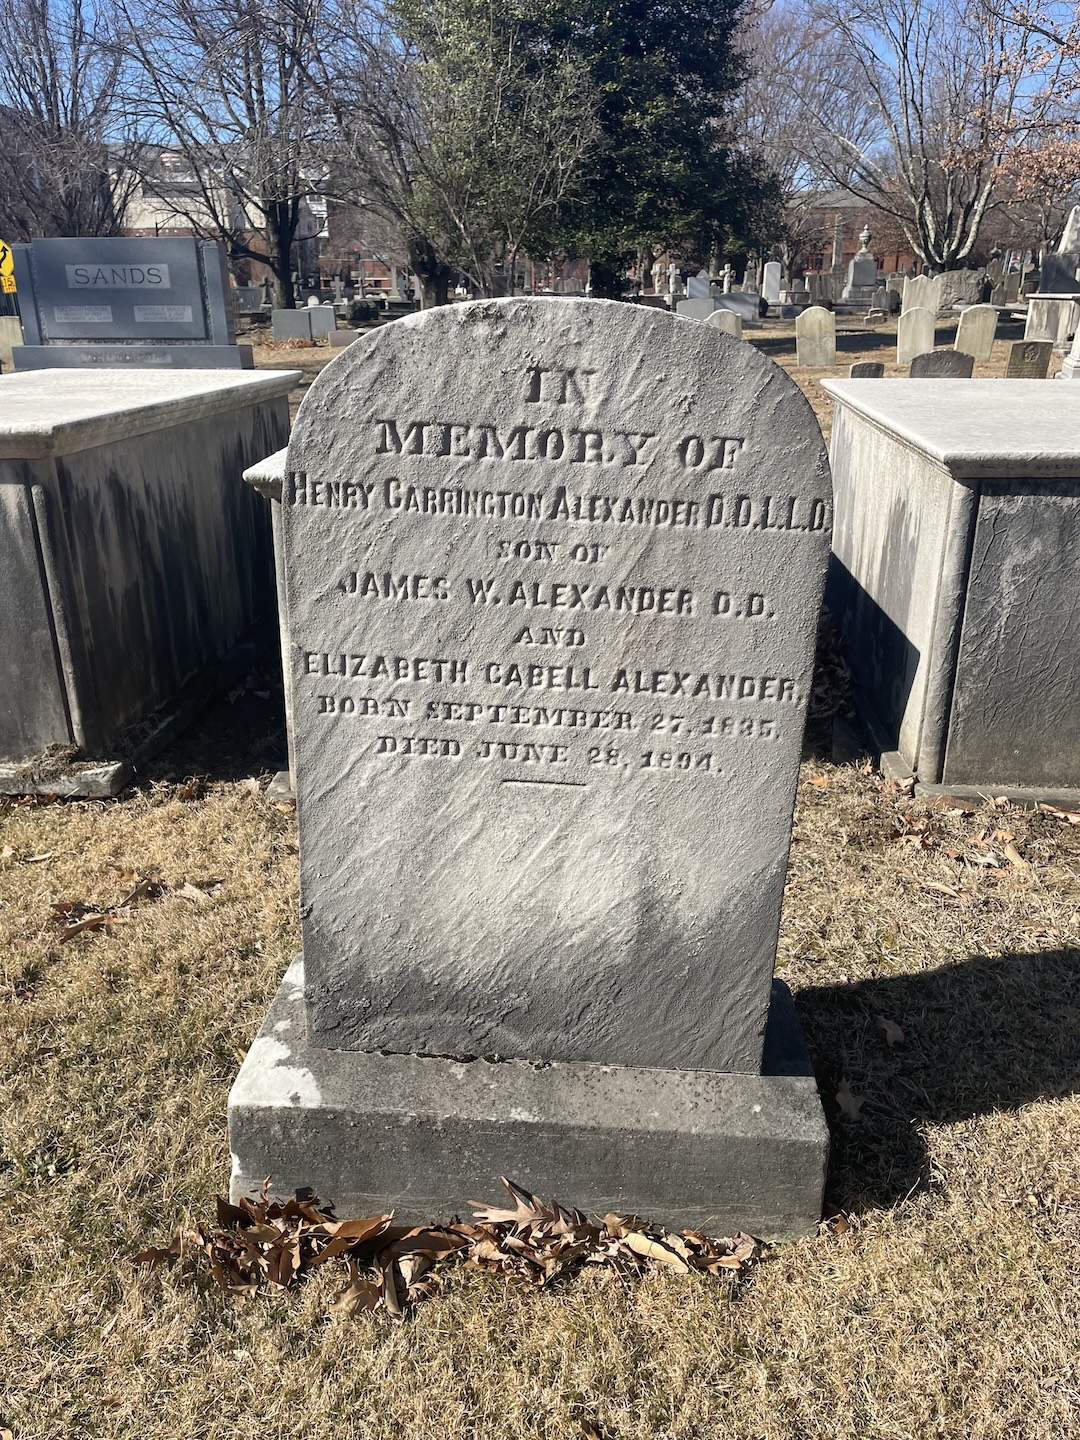 SANDS
IN
MEMORY OF
HENRY CARRINGTON ALEXANDER D.D.L.L.D.
SON OF
JAMES W. ALEXANDER D.D.
AND
ELIZABETH CABELL ALEXANDER,
BORN SEPTEMBER 27, 1835,
DIED JUNE 28, 1894.